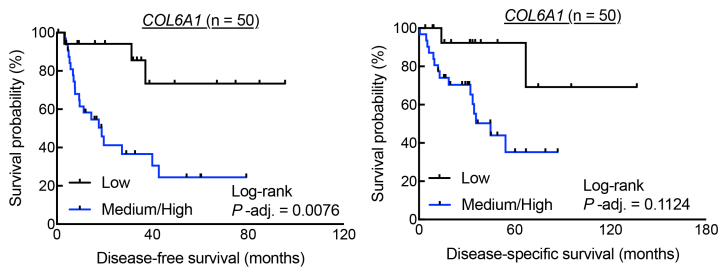 COL6A1 (n = 50)
Survival probability (%)
100
80
60
40
20
0
Low
Medium/High
Log-rank
P -adj. = 0.0076
0
40
80
120
Disease-free survival (months)
COL6A1 (n = 50)
Survival probability (%)
100
80
60
40
20
0
Low
Medium/High
Log-rank
P -adj. = 0.1124
0
60
120
180
Disease-specific survival (months)